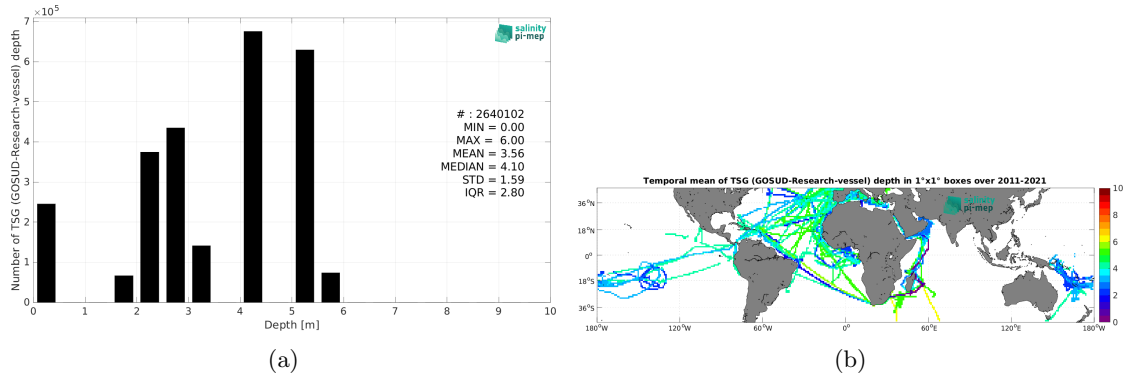 ×10⁵
7
6
5
4
3
2
1
0
Number of TSG (GOSUD-Research-vessel) depth
salinity
pi-mep
# : 2640102
MIN = 0.00
MAX = 6.00
MEAN = 3.56
MEDIAN = 4.10
STD = 1.59
IQR = 2.80
0 1 2 3 4 5 6 7 8 9 10
Depth [m]
(a)
Temporal mean of TSG (GOSUD-Research-vessel) depth in 1°x1° boxes over 2011-2021
salinity
pi-mep
36°N
18°N
0°
18°S
36°S
180°W 120°W 60°W 0° 60°E 120°E 180°E
10
8
6
4
2
0
(b)